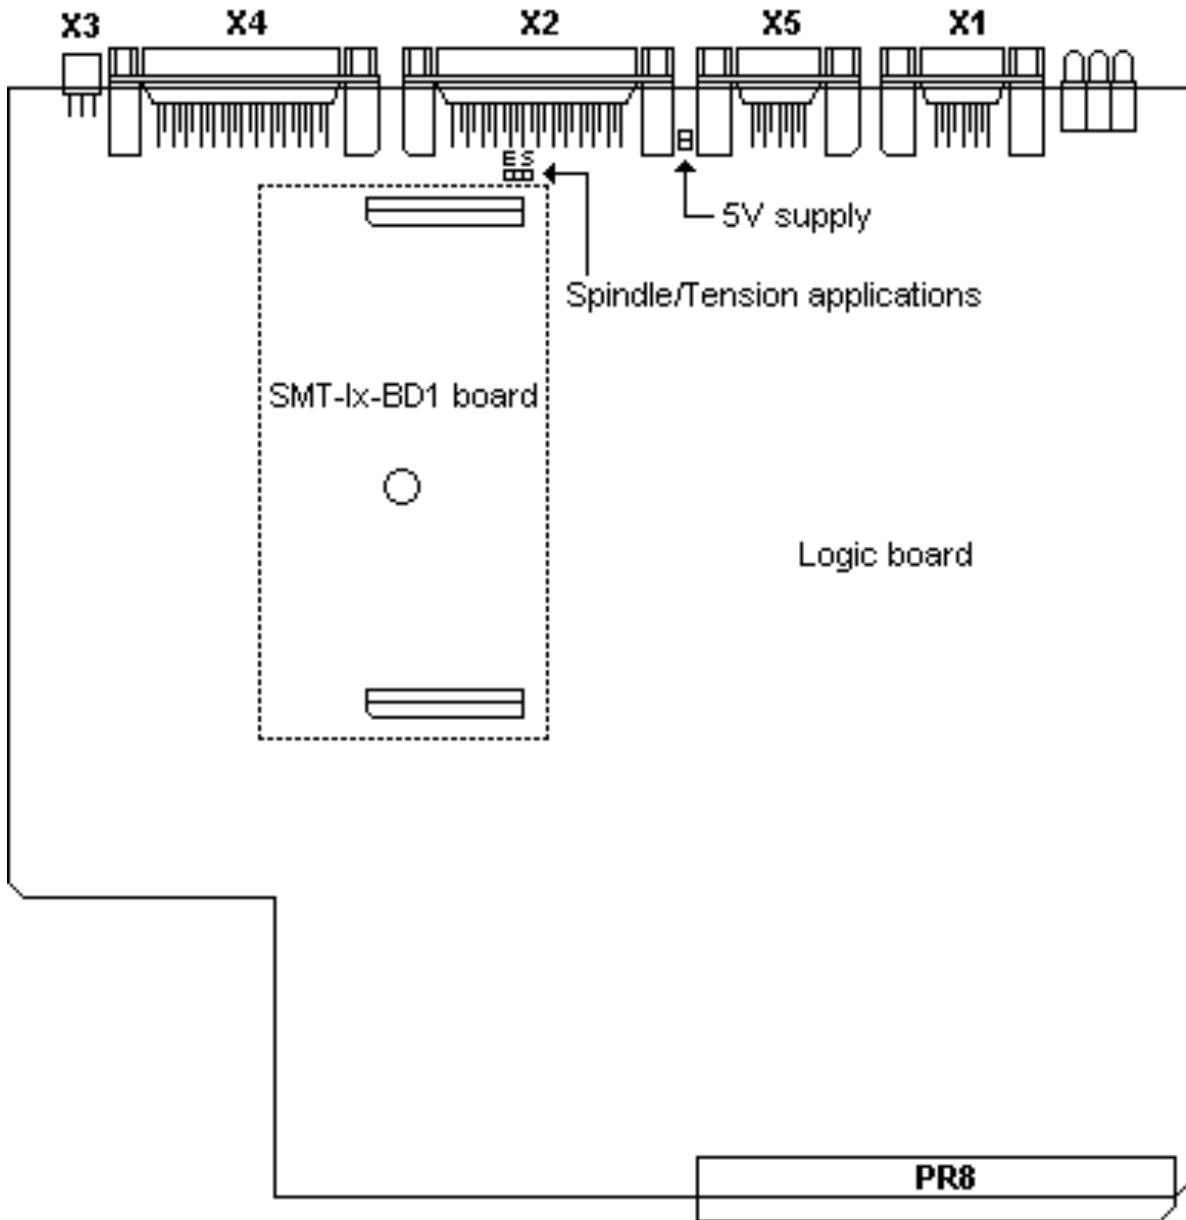 X3 X4 X2 X5 X1
E S
5V supply
Spindle/Tension applications
SMT-Ix-BD1 board
Logic board
PR8